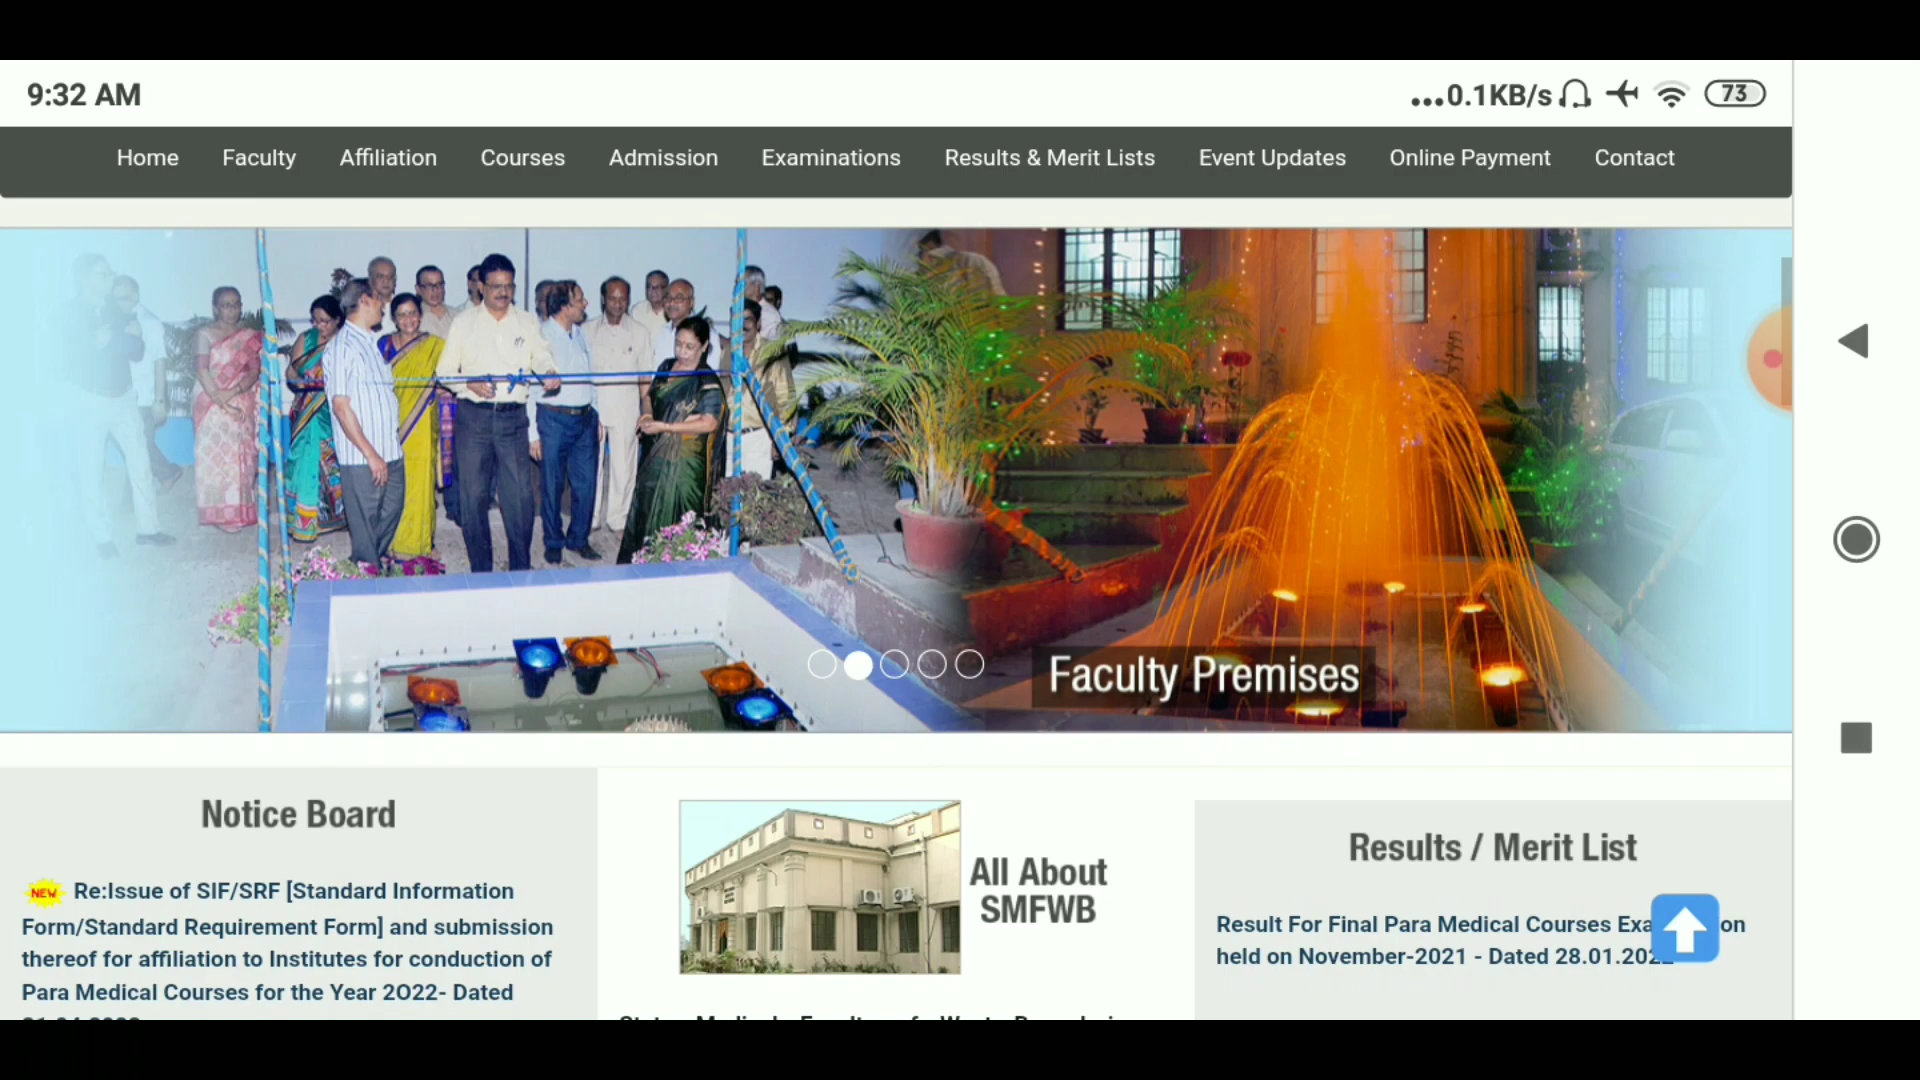 9:32 AM
...0.1KB/s
73
Home Faculty Affiliation Courses Admission Examinations Results & Merit Lists Event Updates Online Payment Contact
Faculty Premises
Notice Board
NEW Re:Issue of SIF/SRF [Standard Information
Form/Standard Requirement Form] and submission
thereof for affiliation to Institutes for conduction of
Para Medical Courses for the Year 2022- Dated
All About
SMFWB
Results / Merit List
Result For Final Para Medical Courses Exa on
held on November-2021 - Dated 28.01.202